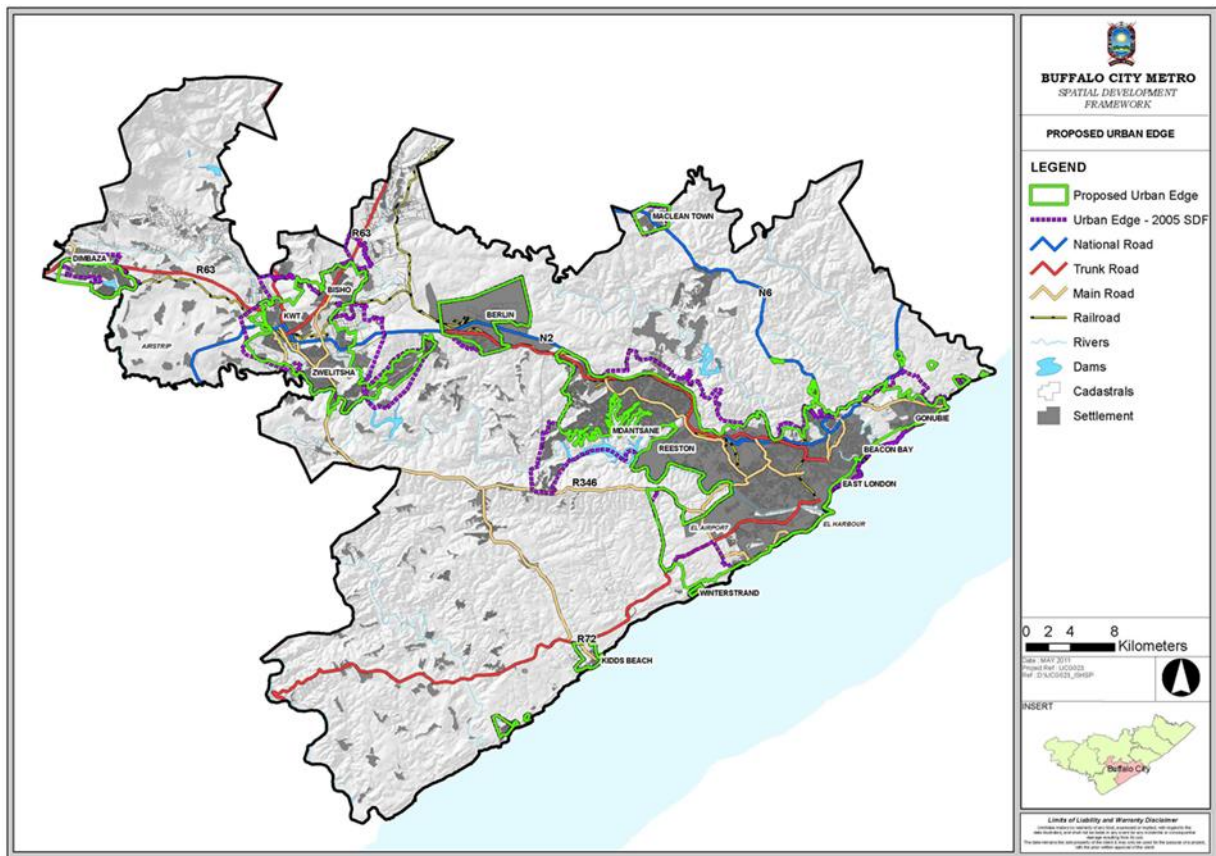 BUFFALO CITY METRO
SPATIAL DEVELOPMENT
FRAMEWORK
PROPOSED URBAN EDGE
LEGEND
Proposed Urban Edge
Urban Edge - 2005 SDF
National Road
Trunk Road
Main Road
Railroad
Rivers
Dams
Cadastrals
Settlement
0 2 4 8
Kilometers
Date : MAY 2011
INSERT
Buffalo City
Limits of Liability and Warranty Disclaimer
MACLEAN TOWN
R63
DIMBAZA
R63
BISHO
N6
KWT
BERLIN
N2
AIRSTRIP
ZWELITSHA
GONUBIE
MDANTSANE
REESTON
BEACON BAY
R346
EAST LONDON
EL AIRPORT
EL HARBOUR
WINTERSTRAND
R72
KIDDS BEACH